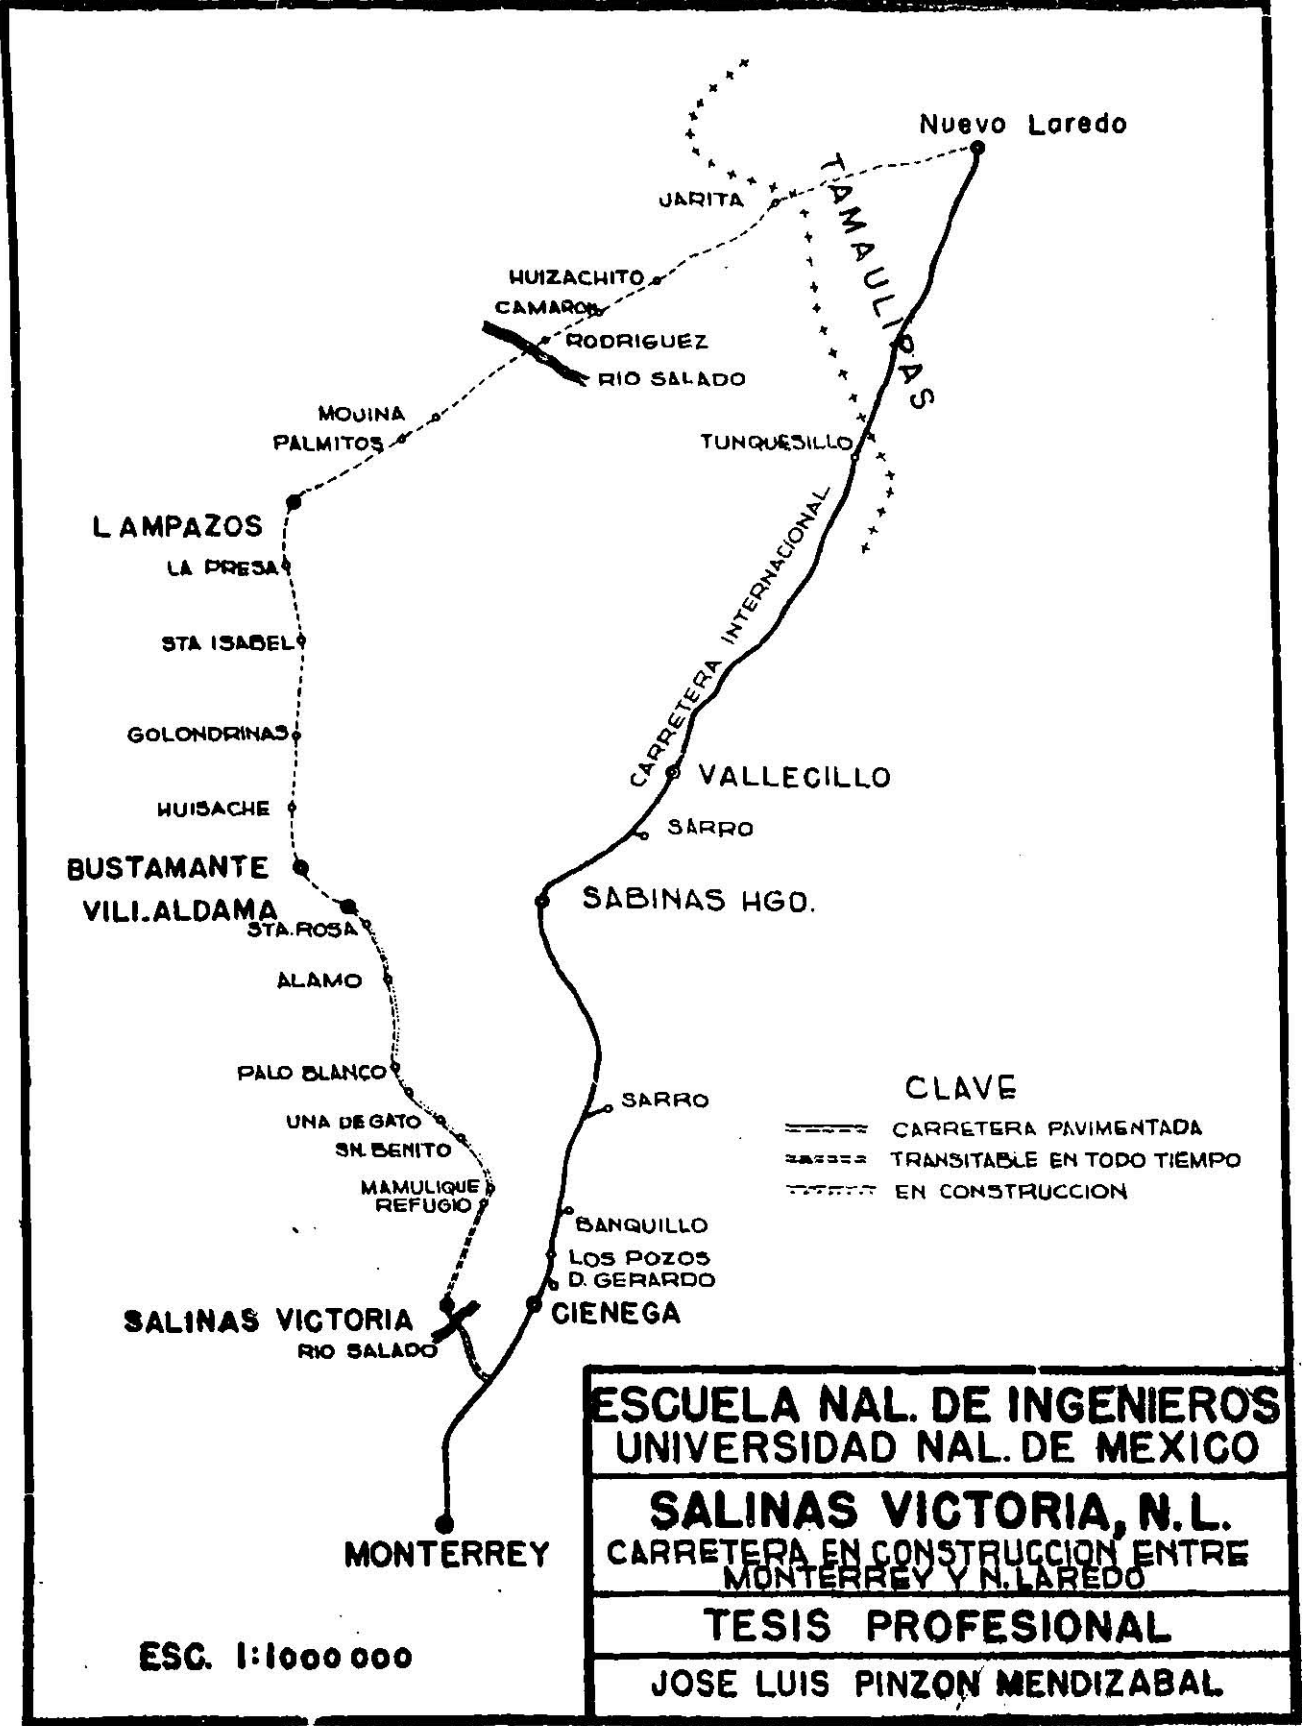 Nuevo Laredo
TAMAULIPAS
JARITA
HUIZACHITO
CAMARON
RODRIGUEZ
RIO SALADO
MOJINA
PALMITOS
TUNQUESILLO
LAMPAZOS
LA PRESA
STA ISABEL
CARRETERA INTERNACIONAL
GOLONDRINAS
VALLECILLO
HUISACHE
SARRO
BUSTAMANTE
SABINAS HGO.
VILLALDAMA
STA. ROSA
ALAMO
PALO BLANCO
SARRO
UNA DE GATO
SN. BENITO
MAMULIQUE
REFUGIO
BANQUILLO
LOS POZOS
D. GERARDO
CIENEGA
SALINAS VICTORIA
RIO SALADO
MONTERREY
CLAVE
CARRETERA PAVIMENTADA
TRANSITABLE EN TODO TIEMPO
EN CONSTRUCCION
ESCUELA NAL. DE INGENIEROS
UNIVERSIDAD NAL. DE MEXICO
SALINAS VICTORIA, N.L.
CARRETERA EN CONSTRUCCION ENTRE
MONTERREY Y N. LAREDO
TESIS PROFESIONAL
JOSE LUIS PINZON MENDIZABAL
ESC. 1:1000 000